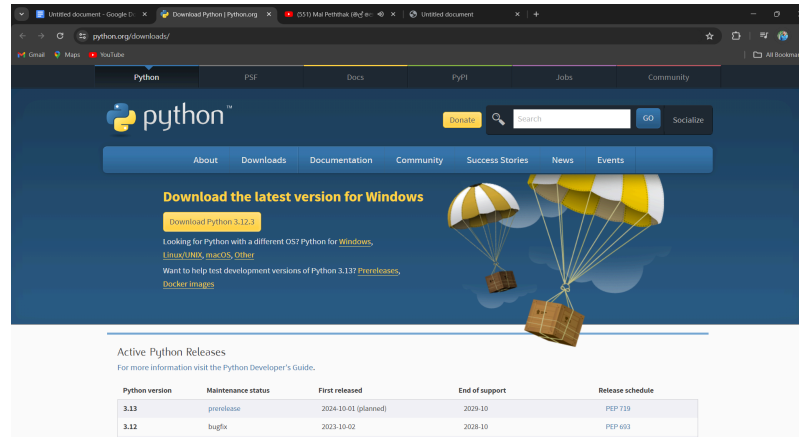 Untitled document - Google Do
Download Python | Python.org
(551) Mal Peththak
Untitled document
python.org/downloads/
Gmail
Maps
YouTube
All Bookmar
Python
PSF
Docs
PyPI
Jobs
Community
python™
Donate
Search
GO
Socialize
About
Downloads
Documentation
Community
Success Stories
News
Events
Download the latest version for Windows
Download Python 3.12.3
Looking for Python with a different OS? Python for Windows,
Linux/UNIX, macOS, Other
Want to help test development versions of Python 3.13? Prereleases,
Docker images
Active Python Releases
For more information visit the Python Developer's Guide.
Python version Maintenance status First released End of support Release schedule
3.13 prerelease 2024-10-01 (planned) 2029-10 PEP 719
3.12 bugfix 2023-10-02 2028-10 PEP 693